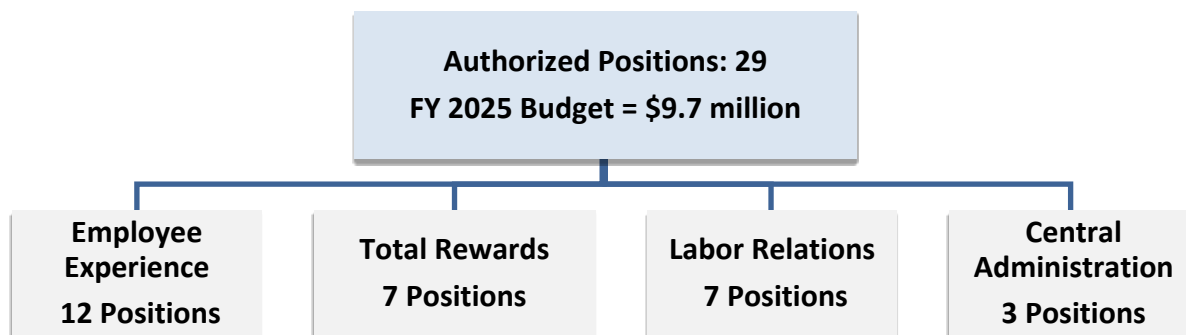 Authorized Positions: 29
FY 2025 Budget = $9.7 million
Employee
Experience
12 Positions
Total Rewards
7 Positions
Labor Relations
7 Positions
Central
Administration
3 Positions